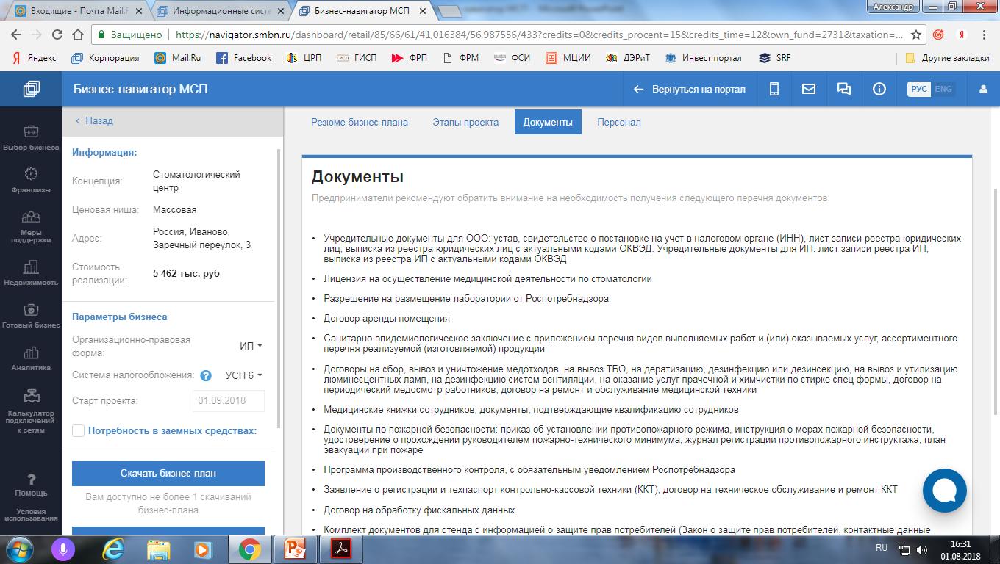 Входящие - Почта Mail.R
Информационные систе
Бизнес-навигатор МСП
Microsoft PowerPoint
Александр
Защищено
https://navigator.smbn.ru/dashboard/retail/85/66/61/41,016384/56,987556/433?credits=0&credits_procent=15&credits_time=12&own_fund=2731&taxation=...
Яндекс
Корпорация
Mail.Ru
Facebook
ЦРП
ГИСП
ФРП
ФРМ
ФСИ
МЦИИ
ДЭРиТ
Инвест портал
SRF
Другие закладки
Бизнес-навигатор МСП
Вернуться на портал
РУС ENG
Выбор бизнеса
Франшизы
Меры
поддержки
Недвижимость
Готовый бизнес
Аналитика
Калькулятор
подключений
к сетям
Помощь
Условия
использования
Назад
Информация:
Концепция: Стоматологический
центр
Ценовая ниша: Массовая
Адрес: Россия, Иваново,
Заречный переулок, 3
Стоимость
реализации: 5 462 тыс. руб
Параметры бизнеса
Организационно-правовая
форма: ИП
Система налогообложения: ? УСН 6
Старт проекта: 01.09.2018
Потребность в заемных средствах:
Скачать бизнес-план
Вам доступно не более 1 скачиваний
бизнес-плана
Резюме бизнес плана
Этапы проекта
Документы
Персонал
Документы
Предприниматели рекомендуют обратить внимание на необходимость получения следующего перечня документов:
• Учредительные документы для ООО: устав, свидетельство о постановке на учет в налоговом органе (ИНН), лист записи реестра юридических
лиц, выписка из реестра юридических лиц с актуальными кодами ОКВЭД. Учредительные документы для ИП: лист записи реестра ИП,
выписка из реестра ИП с актуальными кодами ОКВЭД
• Лицензия на осуществление медицинской деятельности по стоматологии
• Разрешение на размещение лаборатории от Роспотребнадзора
• Договор аренды помещения
• Санитарно-эпидемиологическое заключение с приложением перечня видов выполняемых работ и (или) оказываемых услуг, ассортиментного
перечня реализуемой (изготовляемой) продукции
• Договоры на сбор, вывоз и уничтожение медотходов, на вывоз ТБО, на дератизацию, дезинфекцию или дезинсекцию, на вывоз и утилизацию
люминесцентных ламп, на дезинфекцию систем вентиляции, на оказание услуг прачечной и химчистки по стирке спец формы, договор на
периодический медосмотр работников, договор на ремонт и обслуживание медицинской техники
• Медицинские книжки сотрудников, документы, подтверждающие квалификацию сотрудников
• Документы по пожарной безопасности: приказ об установлении противопожарного режима, инструкция о мерах пожарной безопасности,
удостоверение о прохождении руководителем пожарно-технического минимума, журнал регистрации противопожарного инструктажа, план
эвакуации при пожаре
• Программа производственного контроля, с обязательным уведомлением Роспотребнадзора
• Заявление о регистрации и техпаспорт контрольно-кассовой техники (ККТ), договор на техническое обслуживание и ремонт ККТ
• Договор на обработку фискальных данных
• Комплект документов для стенда с информацией о защите прав потребителей (Закон о защите прав потребителей, контактные данные
RU
16:31
01.08.2018